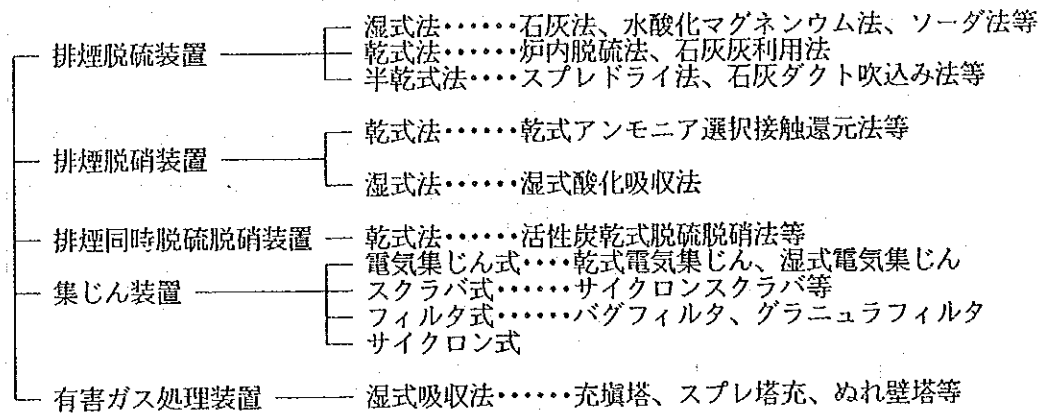 湿式法‥‥‥石灰法、水酸化マグネンウム法、ソーダ法等
排煙脱硫装置 乾式法‥‥‥炉内脱硫法、石灰灰利用法
半乾式法‥‥スプレドライ法、石灰ダクト吹込み法等
乾式法‥‥‥乾式アンモニア選択接触還元法等
排煙脱硝装置
湿式法‥‥‥湿式酸化吸収法
排煙同時脱硫脱硝装置 乾式法‥‥‥活性炭乾式脱硫脱硝法等
電気集じん式‥‥乾式電気集じん、湿式電気集じん
集じん装置 スクラバ式‥‥‥サイクロンスクラバ等
フィルタ式‥‥‥バグフィルタ、グラニュラフィルタ
サイクロン式
有害ガス処理装置 湿式吸収法‥‥‥充塡塔、スプレ塔充、ぬれ壁塔等